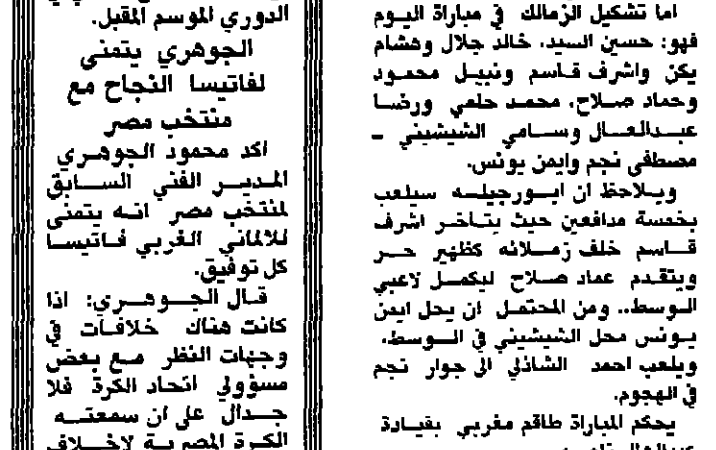 اما تشكيل الزمالك في مباراة اليوم
فهو: حسين السيد، خالد جلال وهشام
يكن واشرف قاسم ونبيل محمود
وحماد صلاح، محمد حلمي ورضا
عبدالعال وسامي الشيشيني ـ
مصطفى نجم وايمن يونس.
ويلاحظ ان ابورجيله سيلعب
بخمسة مدافعين حيث يتاخر اشرف
قاسم خلف زملائه كظهير حر
ويتقدم عماد صلاح ليكمل لاعبي
الوسط.. ومن المحتمل ان يحل ايمن
يونس محل الشيشيني في الوسط،
ويلعب احمد الشاذلي الى جوار نجم
في الهجوم.
يحكم المباراة طاقم مغربي بقيادة
الدوري الموسم المقبل.
الجوهري يتمنى
لفاتيسا النجاح مع
منتخب مصر
اكد محمود الجوهري
المدير الفني السابق
لمنتخب مصر انه يتمنى
للالماني الغربي فاتيسا
كل توفيق.
قال الجوهري: اذا
كانت هناك خلافات في
وجهات النظر مع بعض
مسؤولي اتحاد الكرة فلا
جدال على ان سمعته
الكرة المصرية لاخلاف